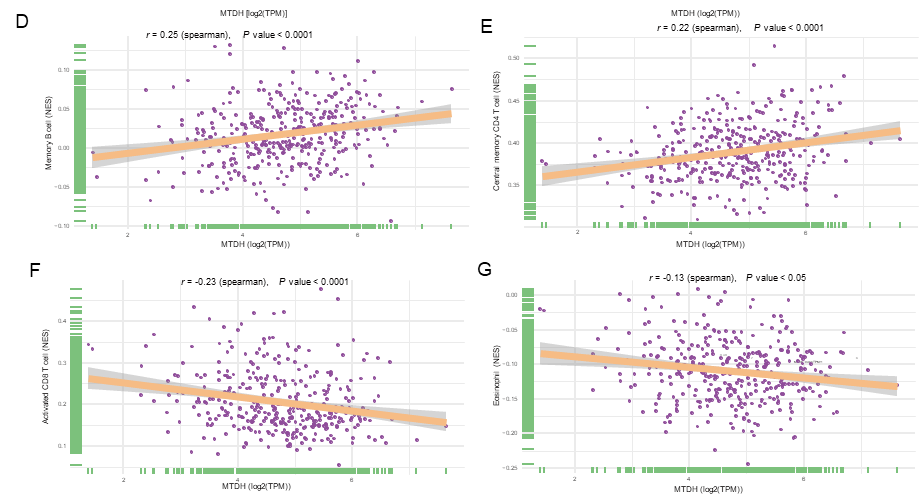 D
MTDH [log2(TPM)]
r = 0.25 (spearman), P value < 0.0001
Memory B cell (NES)
0.10
0.05
0.00
−0.05
−0.10
2
4
6
MTDH (log2(TPM))
E
MTDH (log2(TPM))
r = 0.22 (spearman), P value < 0.0001
Central memory CD4 T cell (NES)
0.50
0.45
0.40
0.35
2
4
6
MTDH (log2(TPM))
F
r = -0.23 (spearman), P value < 0.0001
Activated CD8 T cell (NES)
0.4
0.3
0.2
0.1
2
4
6
MTDH (log2(TPM))
G
r = -0.13 (spearman), P value < 0.05
Eosinophil (NES)
0.00
−0.05
−0.10
−0.15
−0.20
−0.25
2
4
6
MTDH (log2(TPM))